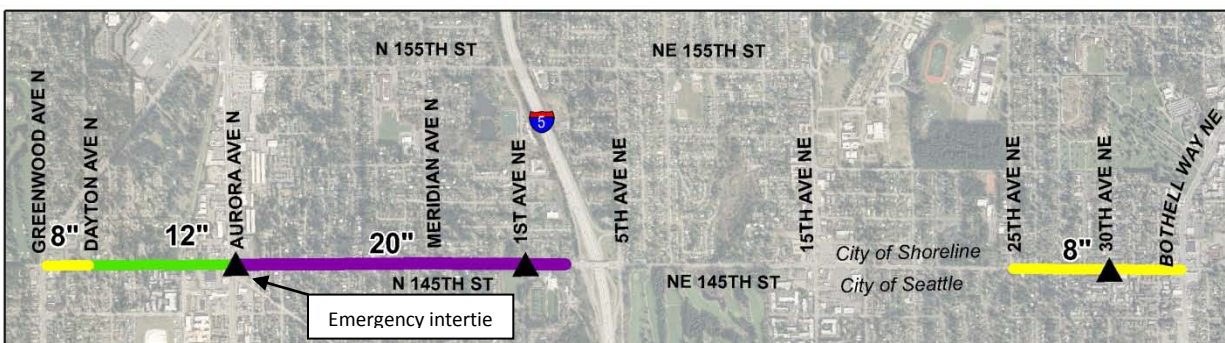 N 155TH ST
NE 155TH ST
5
GREENWOOD AVE N
DAYTON AVE N
AURORA AVE N
MERIDIAN AVE N
1ST AVE NE
5TH AVE NE
15TH AVE NE
25TH AVE NE
30TH AVE NE
BOTHELL WAY NE
8"
12"
20"
8"
City of Shoreline
City of Seattle
N 145TH ST
NE 145TH ST
Emergency intertie